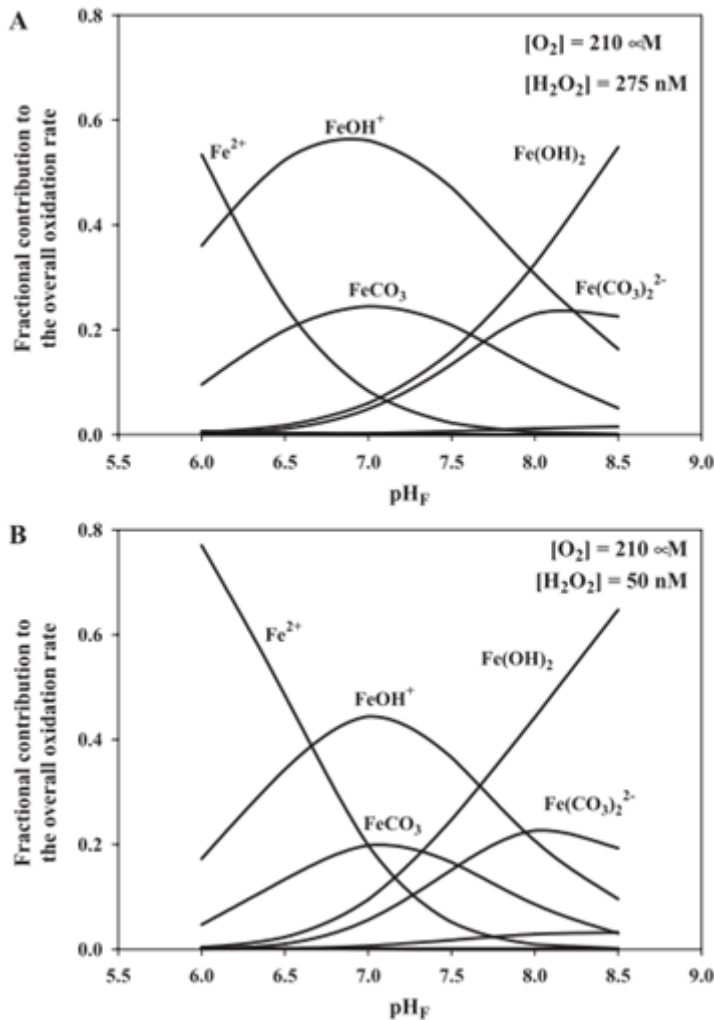 A
[O₂] = 210 ∝M
[H₂O₂] = 275 nM
Fractional contribution to
the overall oxidation rate
0.8
0.6
0.4
0.2
0.0
Fe²⁺
FeOH⁺
Fe(OH)₂
FeCO₃
Fe(CO₃)₂²⁻
5.5 6.0 6.5 7.0 7.5 8.0 8.5 9.0
pH_F
B
[O₂] = 210 ∝M
[H₂O₂] = 50 nM
Fractional contribution to
the overall oxidation rate
0.8
0.6
0.4
0.2
0.0
Fe²⁺
Fe(OH)₂
FeOH⁺
Fe(CO₃)₂²⁻
FeCO₃
5.5 6.0 6.5 7.0 7.5 8.0 8.5 9.0
pH_F